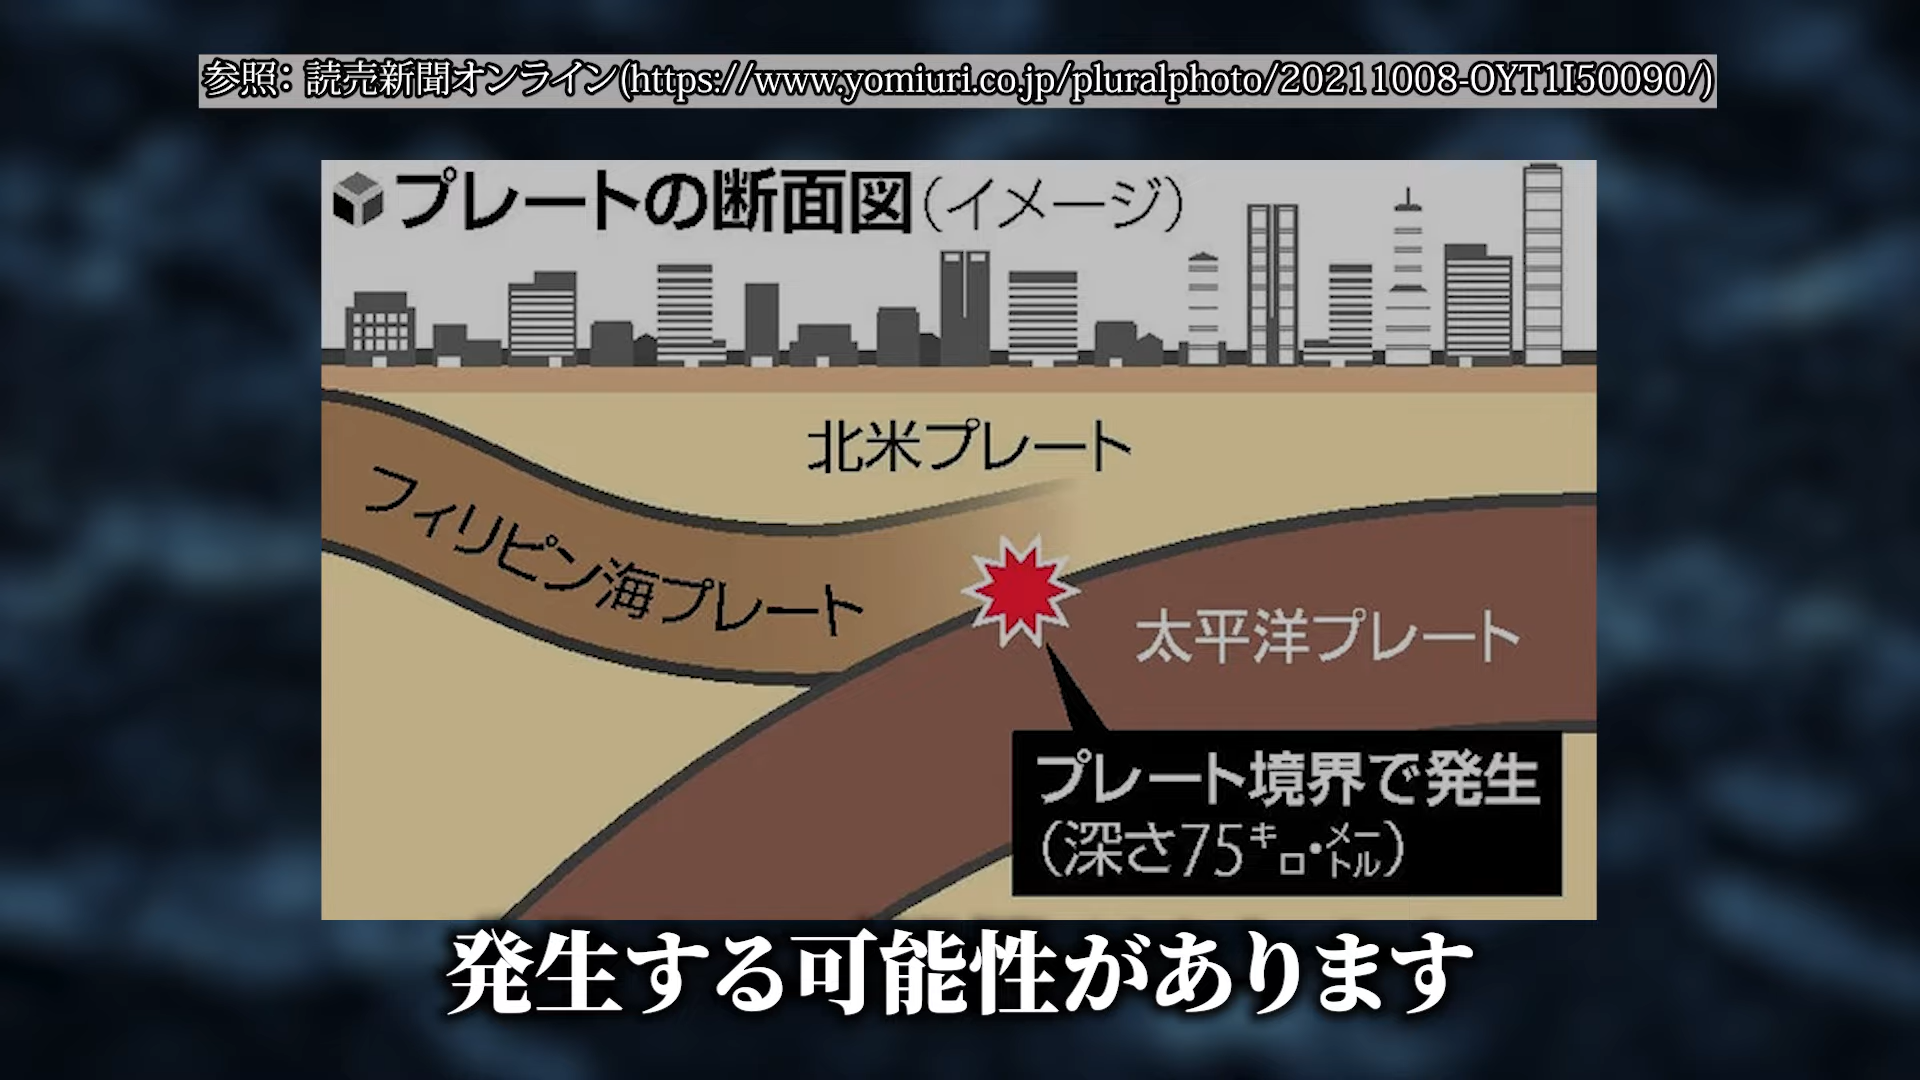 参照：読売新聞オンライン(https://www.yomiuri.co.jp/pluralphoto/20211008-OYT1I50090/)
プレートの断面図（イメージ）
北米プレート
フィリピン海プレート
太平洋プレート
プレート境界で発生
（深さ75キロ・メートル）
発生する可能性があります